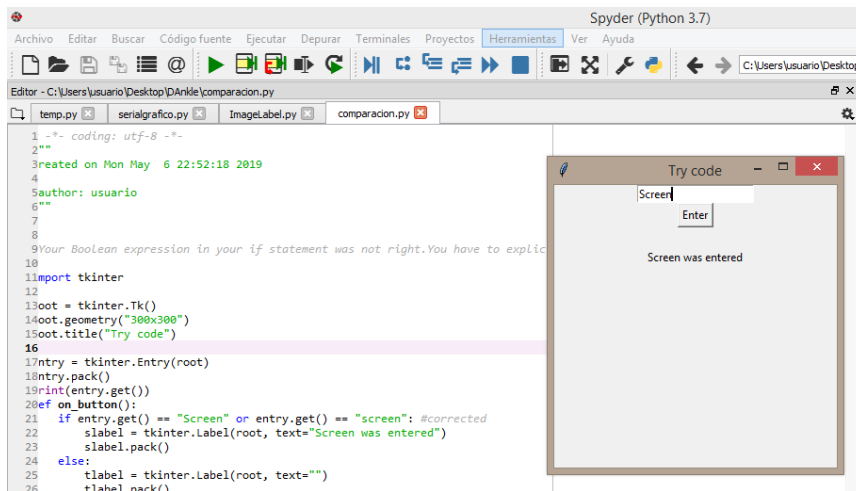 Spyder (Python 3.7)
Archivo Editar Buscar Código fuente Ejecutar Depurar Terminales Proyectos Herramientas Ver Ayuda
C:\Users\usuario\Desktop
Editor - C:\Users\usuario\Desktop\DAnkle\comparacion.py
temp.py serialgrafico.py ImageLabel.py comparacion.py
1 -*- coding: utf-8 -*-
2""
3reated on Mon May  6 22:52:18 2019
4
5author: usuario
6""
7
8
9Your Boolean expression in your if statement was not right.You have to explic
10
11mport tkinter
12
13oot = tkinter.Tk()
14oot.geometry("300x300")
15oot.title("Try code")
16
17ntry = tkinter.Entry(root)
18ntry.pack()
19rint(entry.get())
20ef on_button():
21   if entry.get() == "Screen" or entry.get() == "screen": #corrected
22       slabel = tkinter.Label(root, text="Screen was entered")
23       slabel.pack()
24   else:
25       tlabel = tkinter.Label(root, text="")
26       tlabel.pack()
Try code
Screen
Enter
Screen was entered